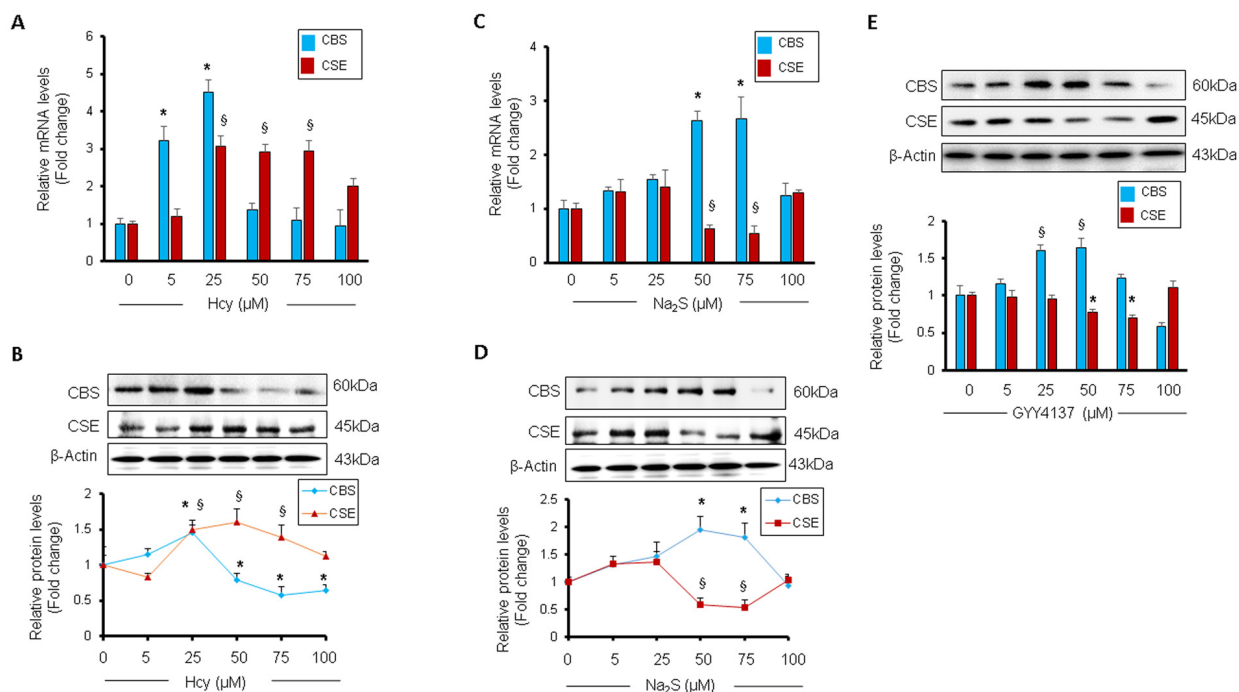 A
Relative mRNA levels
(Fold change)
6
5
4
3
2
1
0
CBS
CSE
*
*
§
§
§
0 5 25 50 75 100
Hcy (µM)
B
CBS
60kDa
CSE
45kDa
β-Actin
43kDa
Relative protein levels
(Fold change)
2
1.5
1
0.5
0
CBS
CSE
* §
§
§
*
*
*
0 5 25 50 75 100
Hcy (µM)
C
Relative mRNA levels
(Fold change)
4
3
2
1
0
CBS
CSE
*
*
§
§
0 5 25 50 75 100
Na₂S (µM)
D
CBS
60kDa
CSE
45kDa
β-Actin
43kDa
Relative protein levels
(Fold change)
2.5
2
1.5
1
0.5
0
CBS
CSE
*
*
§
§
0 5 25 50 75 100
Na₂S (µM)
E
CBS
60kDa
CSE
45kDa
β-Actin
43kDa
CBS
CSE
Relative protein levels
(Fold change)
2
1.5
1
0.5
0
§
§
*
*
0 5 25 50 75 100
GYY4137 (µM)